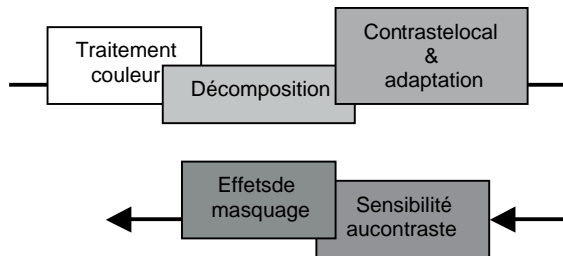 Traitement
couleur
Décomposition
Contrastelocal
&
adaptation
Effetsde
masquage
Sensibilité
aucontraste